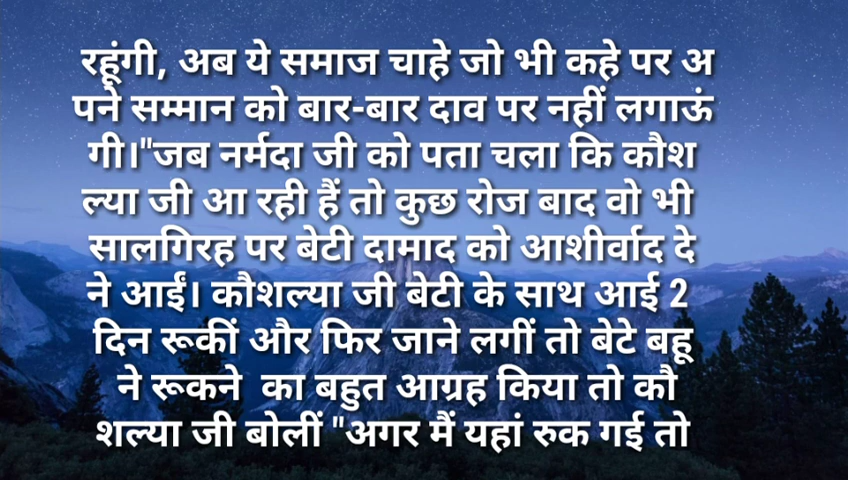 रहूंगी, अब ये समाज चाहे जो भी कहे पर अ
पने सम्मान को बार-बार दाव पर नहीं लगाऊं
गी।"जब नर्मदा जी को पता चला कि कौश
ल्या जी आ रही हैं तो कुछ रोज बाद वो भी
सालगिरह पर बेटी दामाद को आशीर्वाद दे
ने आईं। कौशल्या जी बेटी के साथ आई 2
दिन रूकीं और फिर जाने लगीं तो बेटे बहू
ने रूकने  का बहुत आग्रह किया तो कौ
शल्या जी बोलीं "अगर मैं यहां रुक गई तो